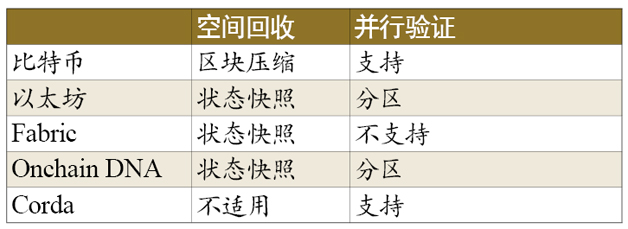 空间回收 并行验证
比特币 区块压缩 支持
以太坊 状态快照 分区
Fabric 状态快照 不支持
Onchain DNA 状态快照 分区
Corda 不适用 支持